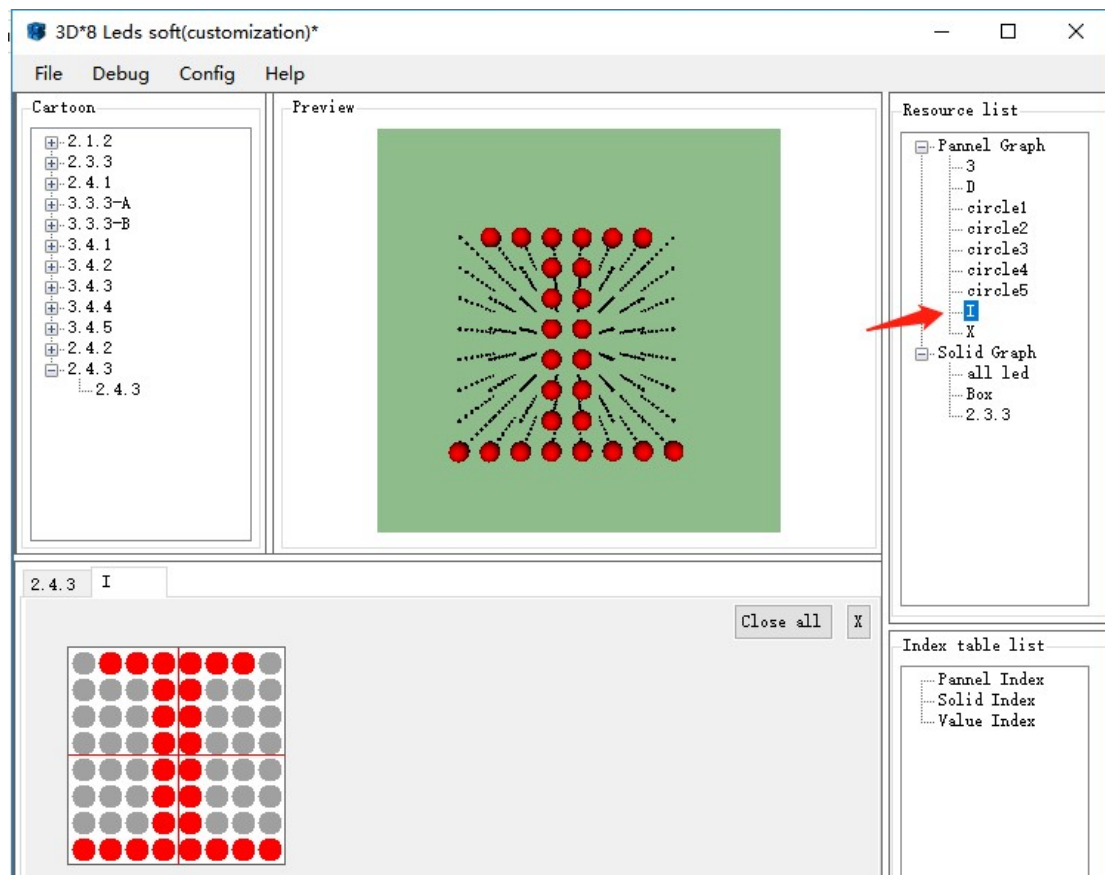 3D*8 Leds soft(customization)*
File Debug Config Help
Cartoon
2.1.2
2.3.3
2.4.1
3.3.3-A
3.3.3-B
3.4.1
3.4.2
3.4.3
3.4.4
3.4.5
2.4.2
2.4.3
2.4.3
Preview
Resource list
Pannel Graph
3
D
circle1
circle2
circle3
circle4
circle5
I
X
Solid Graph
all led
Box
2.3.3
2.4.3 I
Close all X
Index table list
Pannel Index
Solid Index
Value Index